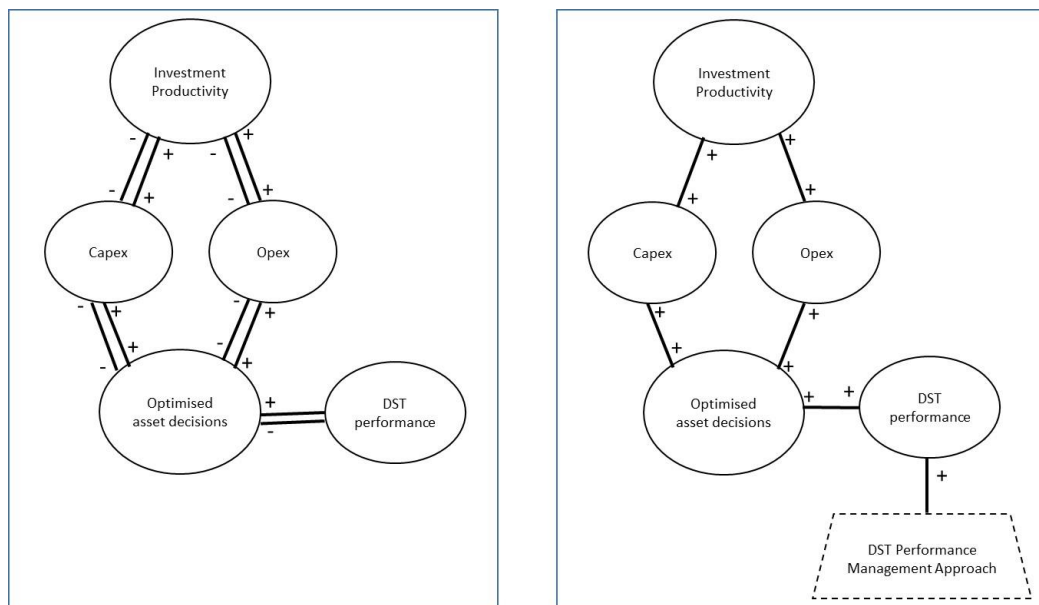 Investment
Productivity
-
+
-
+
-
+
-
+
Capex
Opex
-
+
-
+
-
+
-
+
Optimised
asset decisions
+
-
DST
performance
Investment
Productivity
+
+
+
+
Capex
Opex
+
+
+
+
Optimised
asset decisions
+
+
DST
performance
+
DST Performance
Management Approach